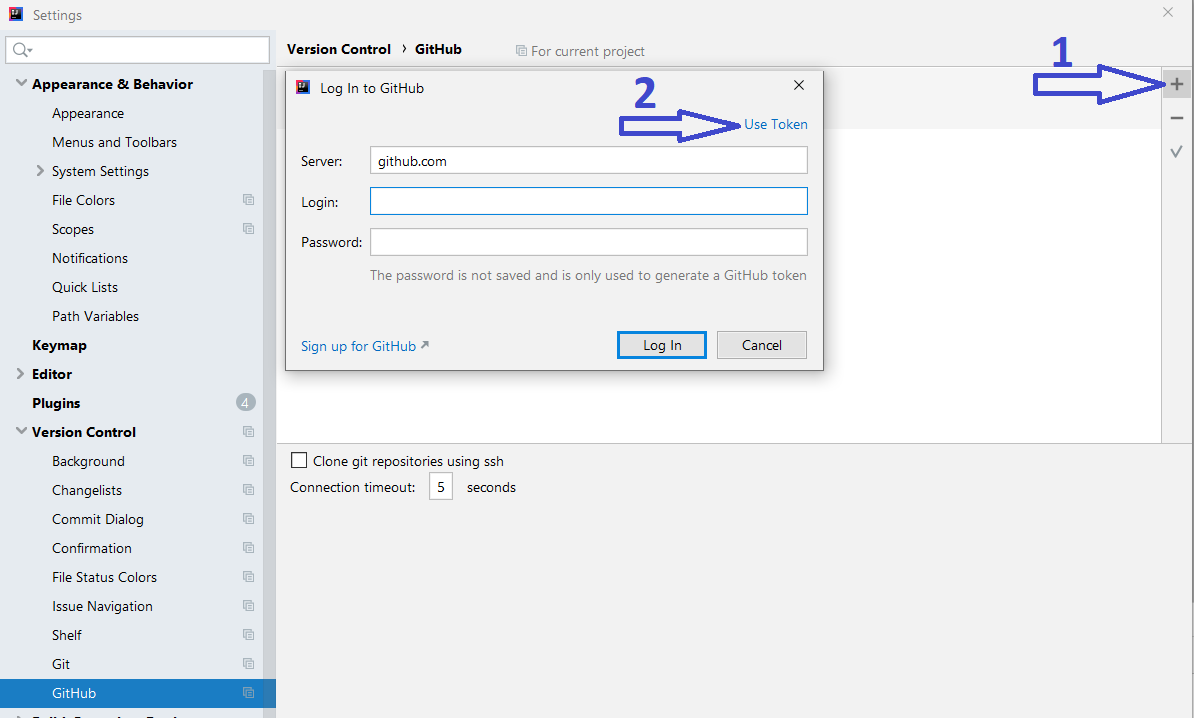 Settings
Version Control › GitHub
For current project
1
Appearance & Behavior
Appearance
Menus and Toolbars
System Settings
File Colors
Scopes
Notifications
Quick Lists
Path Variables
Keymap
Editor
Plugins
4
Version Control
Background
Changelists
Commit Dialog
Confirmation
File Status Colors
Issue Navigation
Shelf
Git
GitHub
Log In to GitHub
2
Use Token
Server: github.com
Login:
Password:
The password is not saved and is only used to generate a GitHub token
Sign up for GitHub
Log In
Cancel
Clone git repositories using ssh
Connection timeout: 5 seconds